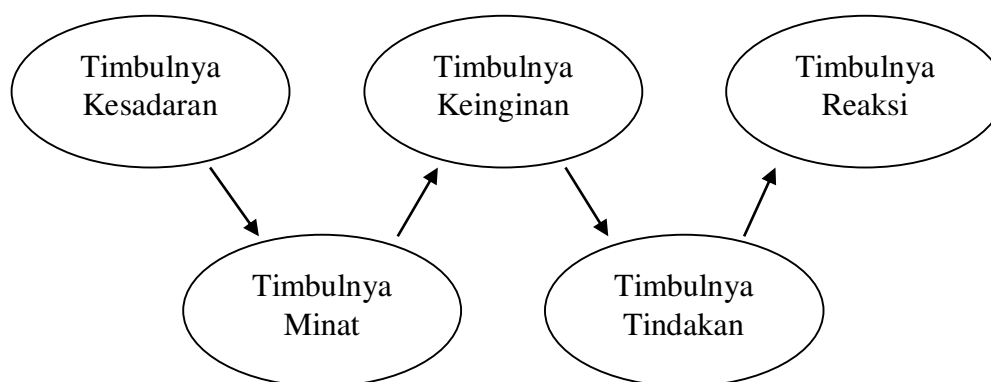 Timbulnya
Kesadaran
Timbulnya
Keinginan
Timbulnya
Reaksi
Timbulnya
Minat
Timbulnya
Tindakan